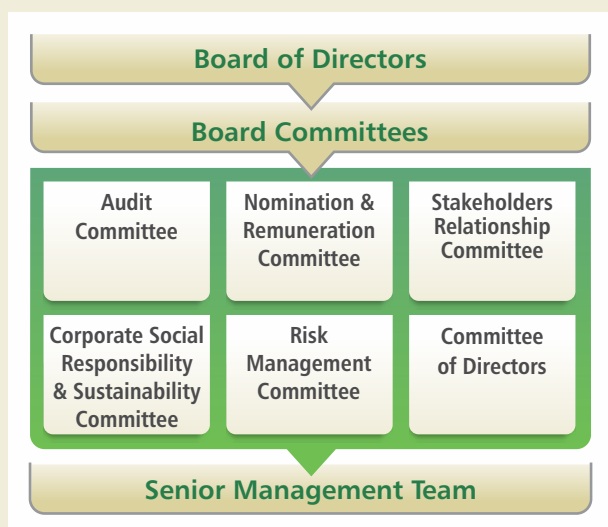 Board of Directors
Board Committees
Audit
Committee
Nomination &
Remuneration
Committee
Stakeholders
Relationship
Committee
Corporate Social
Responsibility
& Sustainability
Committee
Risk
Management
Committee
Committee
of Directors
Senior Management Team